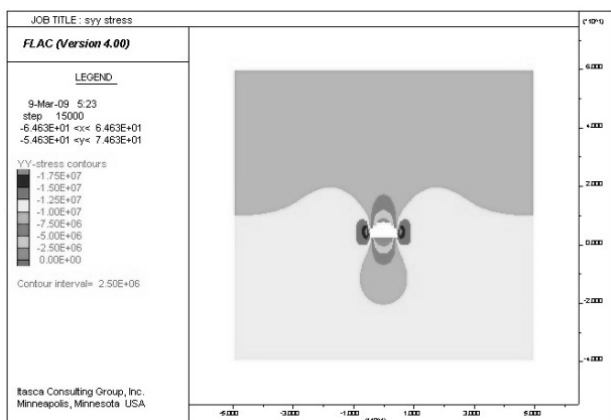 JOB TITLE : syy stress
(*10^1)
FLAC (Version 4.00)
LEGEND
9-Mar-09 5:23
step 15000
-6.463E+01 <x< 6.463E+01
-5.463E+01 <y< 7.463E+01
YY-stress contours
-1.75E+07
-1.50E+07
-1.25E+07
-1.00E+07
-7.50E+06
-5.00E+06
-2.50E+06
0.00E+00
Contour interval= 2.50E+06
6.000
4.000
2.000
0.000
-2.000
-4.000
Itasca Consulting Group, Inc.
Minneapolis, Minnesota USA
-5.000 -3.000 -1.000 1.000 3.000 5.000